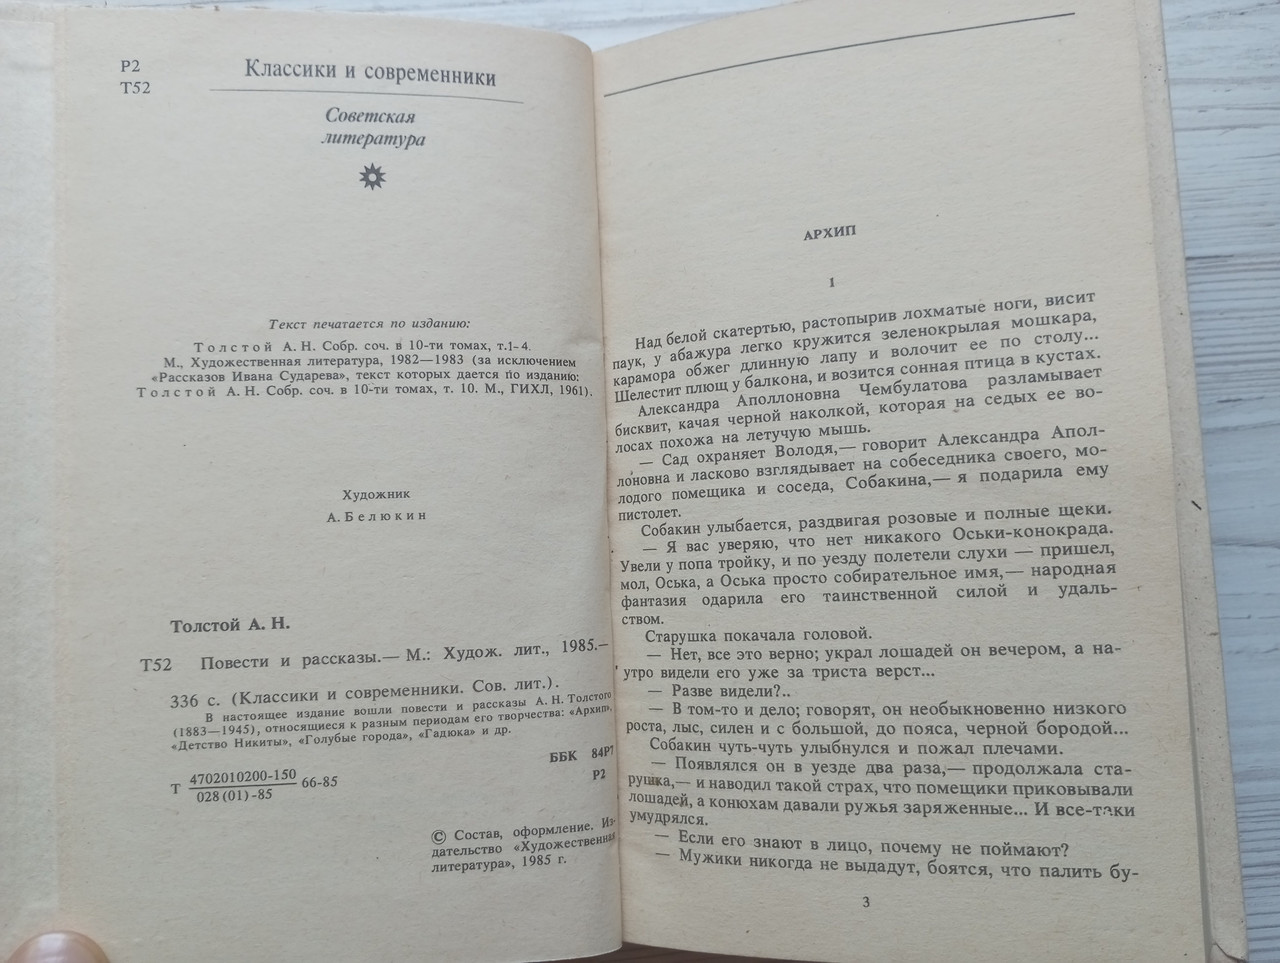 Р2
Т52
Классики и современники
Советская
литература
Текст печатается по изданию:
Толстой А. Н. Собр. соч. в 10-ти томах, т.1-4.
М., Художественная литература, 1982—1983 (за исключением
«Рассказов Ивана Сударева», текст которых дается по изданию:
Толстой А. Н. Собр. соч. в 10-ти томах, т. 10. М., ГИХЛ, 1961).
Художник
А. Белюкин
Толстой А. Н.
Т52 Повести и рассказы.— М.: Худож. лит., 1985.—
336 с. (Классики и современники. Сов. лит.).
В настоящее издание вошли повести и рассказы А. Н. Толстого
(1883—1945), относящиеся к разным периодам его творчества: «Архип»,
«Детство Никиты», «Голубые города», «Гадюка» и др.
Т 4702010200-150 66-85
028(01)-85
ББК 84Р7
Р2
© Состав, оформление. Из-
дательство «Художественная
литература», 1985 г.
АРХИП
1
Над белой скатертью, растопырив лохматые ноги, висит
паук, у абажура легко кружится зеленокрылая мошкара,
карамора обжег длинную лапу и волочит ее по столу...
Шелестит плющ у балкона, и возится сонная птица в кустах.
Александра Аполлоновна Чембулатова разламывает
бисквит, качая черной наколкой, которая на седых ее во-
лосах похожа на летучую мышь.
— Сад охраняет Володя,— говорит Александра Апол-
лоновна и ласково взглядывает на собеседника своего, мо-
лодого помещика и соседа, Собакина,— я подарила ему
пистолет.
Собакин улыбается, раздвигая розовые и полные щеки.
— Я вас уверяю, что нет никакого Оськи-конокрада.
Увели у попа тройку, и по уезду полетели слухи — пришел,
мол, Оська, а Оська просто собирательное имя,— народная
фантазия одарила его таинственной силой и удаль-
ством.
Старушка покачала головой.
— Нет, все это верно; украл лошадей он вечером, а на-
утро видели его уже за триста верст...
— Разве видели?..
— В том-то и дело; говорят, он необыкновенно низкого
роста, лыс, силен и с большой, до пояса, черной бородой...
Собакин чуть-чуть улыбнулся и пожал плечами.
— Появлялся он в уезде два раза,— продолжала ста-
рушка,— и наводил такой страх, что помещики приковывали
лошадей, а конюхам давали ружья заряженные... И все-таки
умудрялся.
— Если его знают в лицо, почему не поймают?
— Мужики никогда не выдадут, боятся, что палить бу-
3